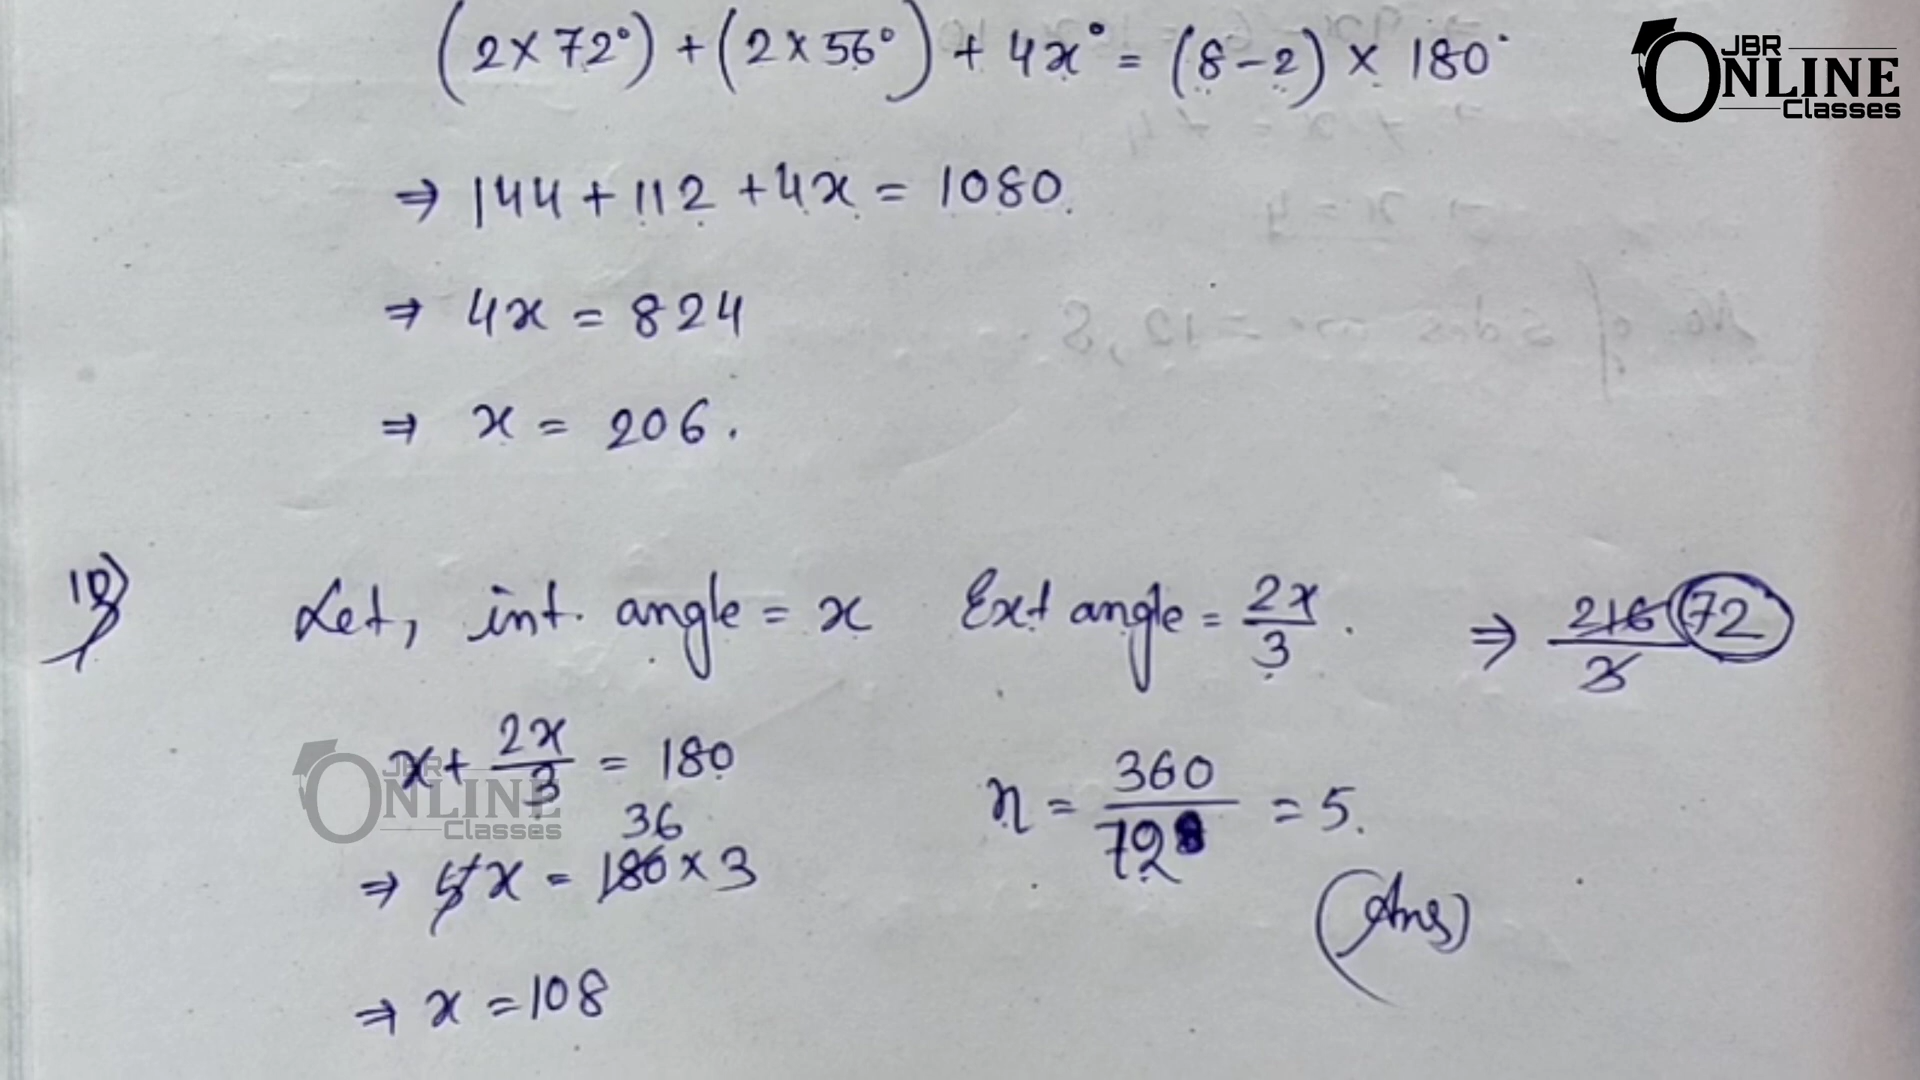 JBR
ONLINE
Classes
(2×72°) + (2×56°) + 4x° = (8-2) × 180°
⇒ 144 + 112 + 4x = 1080.
⇒ 4x = 824
⇒ x = 206.
10) Let, int. angle = x Ext angle = 2x/3. ⇒ 216/3 72
x + 2x/3 = 180
n = 360/72 = 5.
36
⇒ 5x = 180 × 3
(Ans)
⇒ x = 108
JBR
ONLINE
Classes